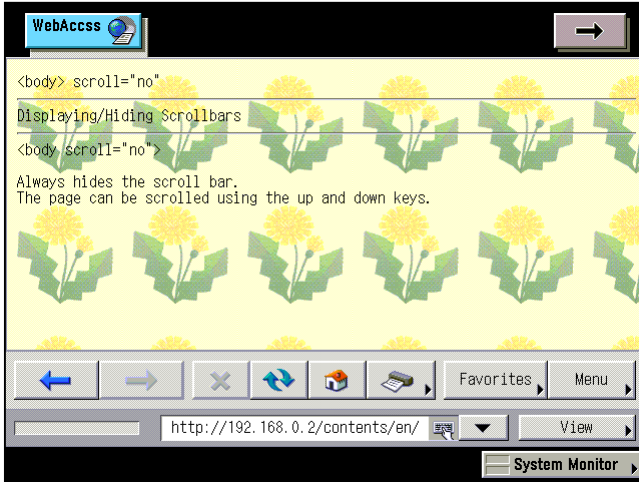 WebAccss
<body> scroll="no"
Displaying/Hiding Scrollbars
<body scroll="no">
Always hides the scroll bar.
The page can be scrolled using the up and down keys.
Favorites
Menu
http://192.168.0.2/contents/en/
View
System Monitor